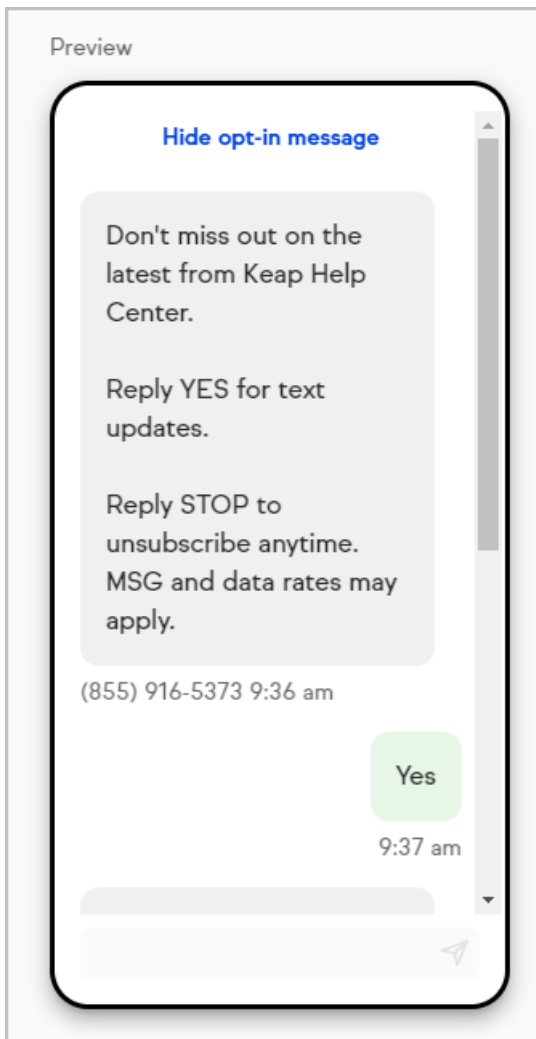 Preview
Hide opt-in message
Don't miss out on the
latest from Keap Help
Center.
Reply YES for text
updates.
Reply STOP to
unsubscribe anytime.
MSG and data rates may
apply.
(855) 916-5373 9:36 am
Yes
9:37 am